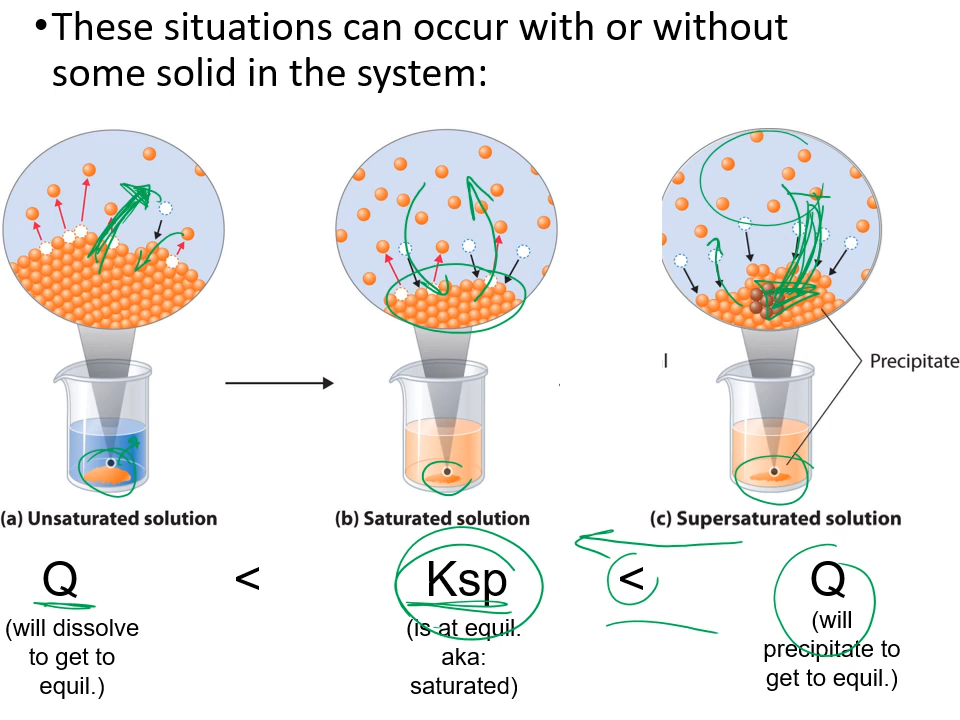 •These situations can occur with or without
some solid in the system:
l
Precipitate
(a) Unsaturated solution
(b) Saturated solution
(c) Supersaturated solution
Q < Ksp < Q
(will dissolve
to get to
equil.)
(is at equil.
aka:
saturated)
(will
precipitate to
get to equil.)